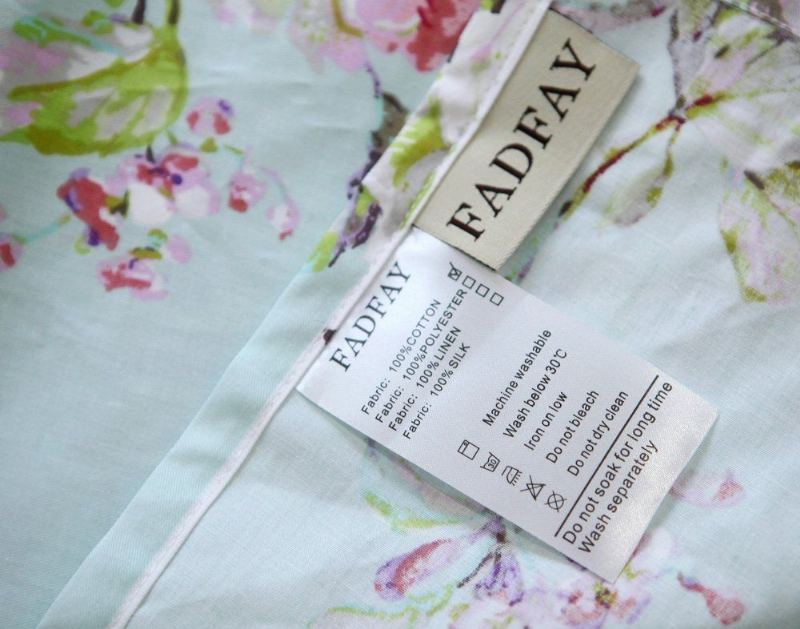 FADFAY
FADFAY
Fabric: 100%COTTON
Fabric: 100%POLYESTER
Fabric: 100% LINEN
Fabric: 100% SILK
Machine washable
Wash below 30℃
Iron on low
Do not bleach
Do not dry clean
Do not soak for long time
Wash separately